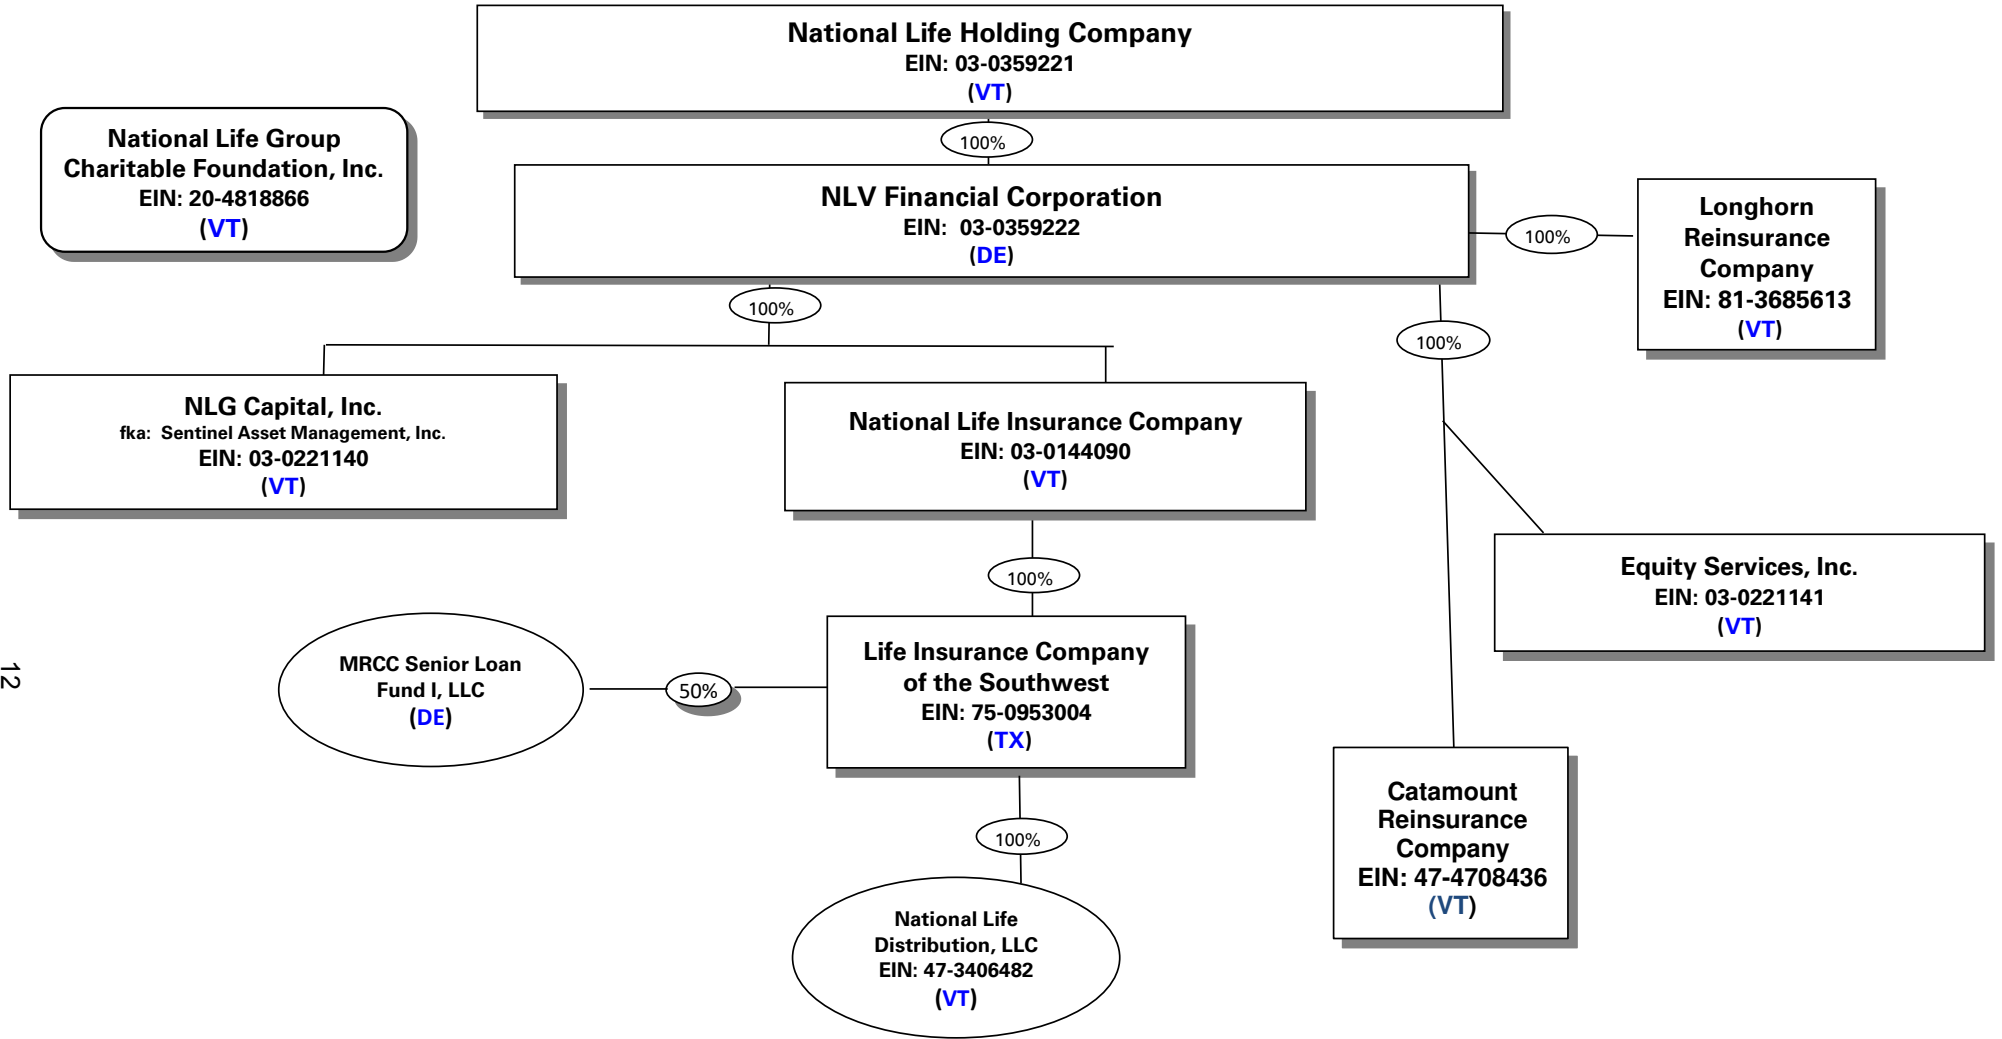 National Life Holding Company
EIN: 03-0359221
(VT)
National Life Group
Charitable Foundation, Inc.
EIN: 20-4818866
(VT)
100%
NLV Financial Corporation
EIN: 03-0359222
(DE)
100%
Longhorn
Reinsurance
Company
EIN: 81-3685613
(VT)
100%
100%
NLG Capital, Inc.
fka: Sentinel Asset Management, Inc.
EIN: 03-0221140
(VT)
National Life Insurance Company
EIN: 03-0144090
(VT)
100%
Equity Services, Inc.
EIN: 03-0221141
(VT)
MRCC Senior Loan
Fund I, LLC
(DE)
50%
Life Insurance Company
of the Southwest
EIN: 75-0953004
(TX)
100%
Catamount
Reinsurance
Company
EIN: 47-4708436
(VT)
National Life
Distribution, LLC
EIN: 47-3406482
(VT)
12